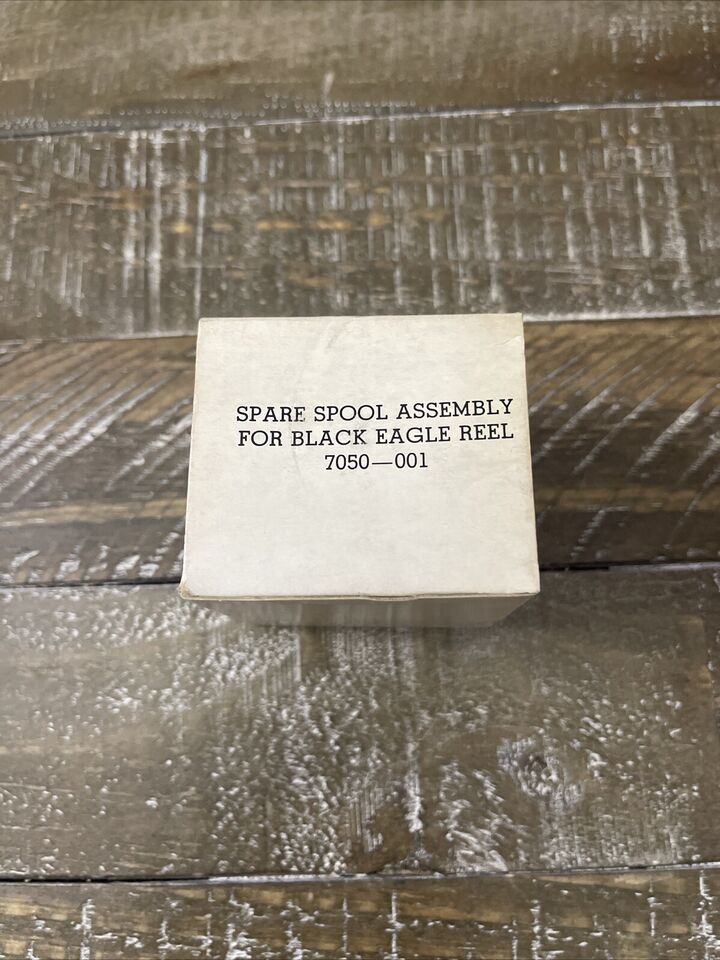 SPARE SPOOL ASSEMBLY
FOR BLACK EAGLE REEL
7050—001